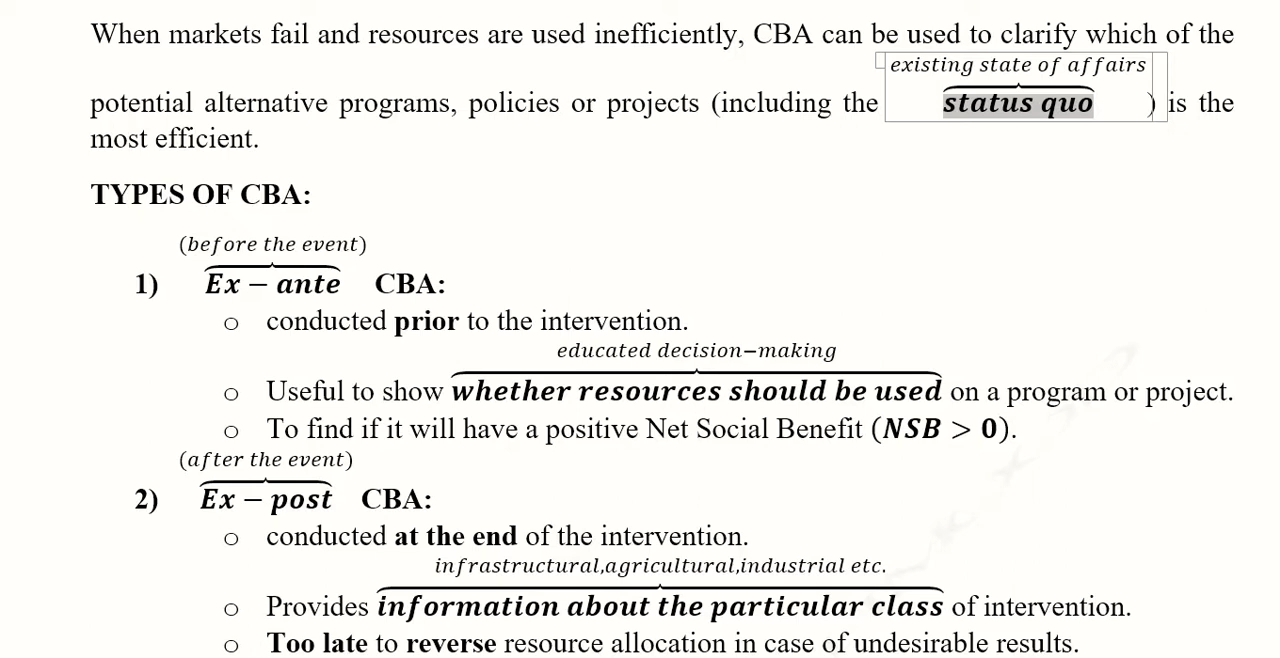 When markets fail and resources are used inefficiently, CBA can be used to clarify which of the
existing state of affairs
potential alternative programs, policies or projects (including the status quo ) is the
most efficient.
TYPES OF CBA:
(before the event)
1) Ex − ante CBA:
o conducted prior to the intervention.
educated decision−making
o Useful to show whether resources should be used on a program or project.
o To find if it will have a positive Net Social Benefit (NSB > 0).
(after the event)
2) Ex − post CBA:
o conducted at the end of the intervention.
infrastructural,agricultural,industrial etc.
o Provides information about the particular class of intervention.
o Too late to reverse resource allocation in case of undesirable results.